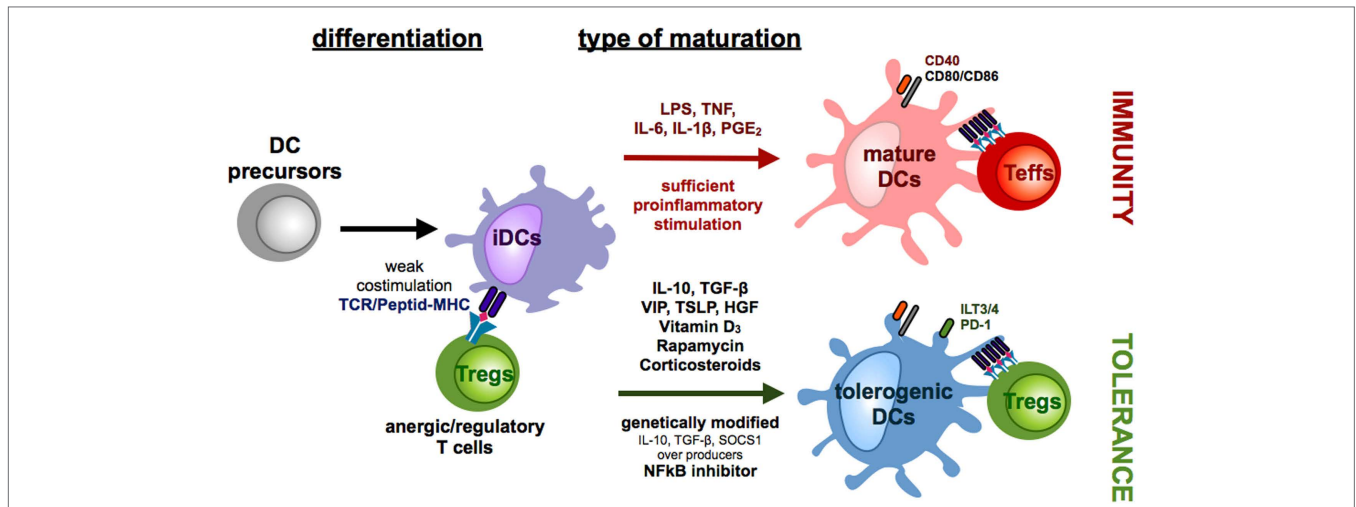 differentiation
type of maturation
DC
precursors
weak
costimulation
TCR/Peptid-MHC
iDCs
Tregs
anergic/regulatory
T cells
LPS, TNF,
IL-6, IL-1β, PGE₂
sufficient
proinflammatory
stimulation
CD40
CD80/CD86
mature
DCs
Teffs
IMMUNITY
IL-10, TGF-β
VIP, TSLP, HGF
Vitamin D₃
Rapamycin
Corticosteroids
genetically modified
IL-10, TGF-β, SOCS1
over producers
NFkB inhibitor
ILT3/4
PD-1
tolerogenic
DCs
Tregs
TOLERANCE